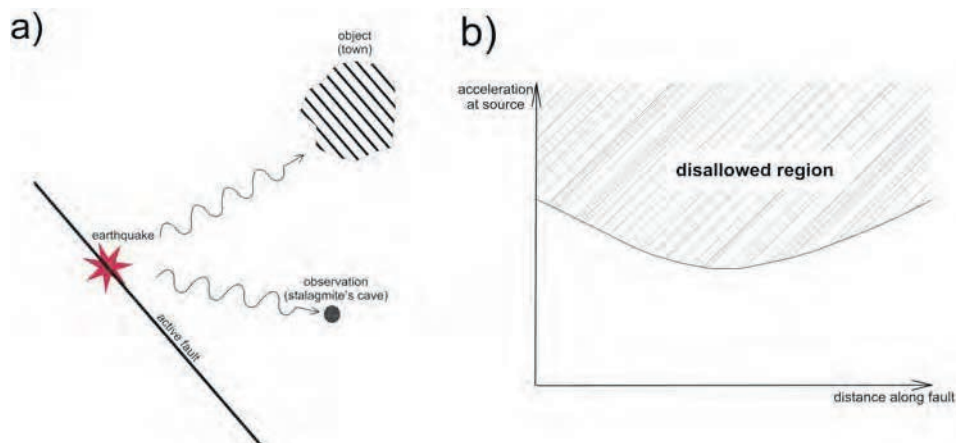 a)
object
(town)
earthquake
observation
(stalagmite's cave)
active fault
b)
acceleration
at source
disallowed region
distance along fault